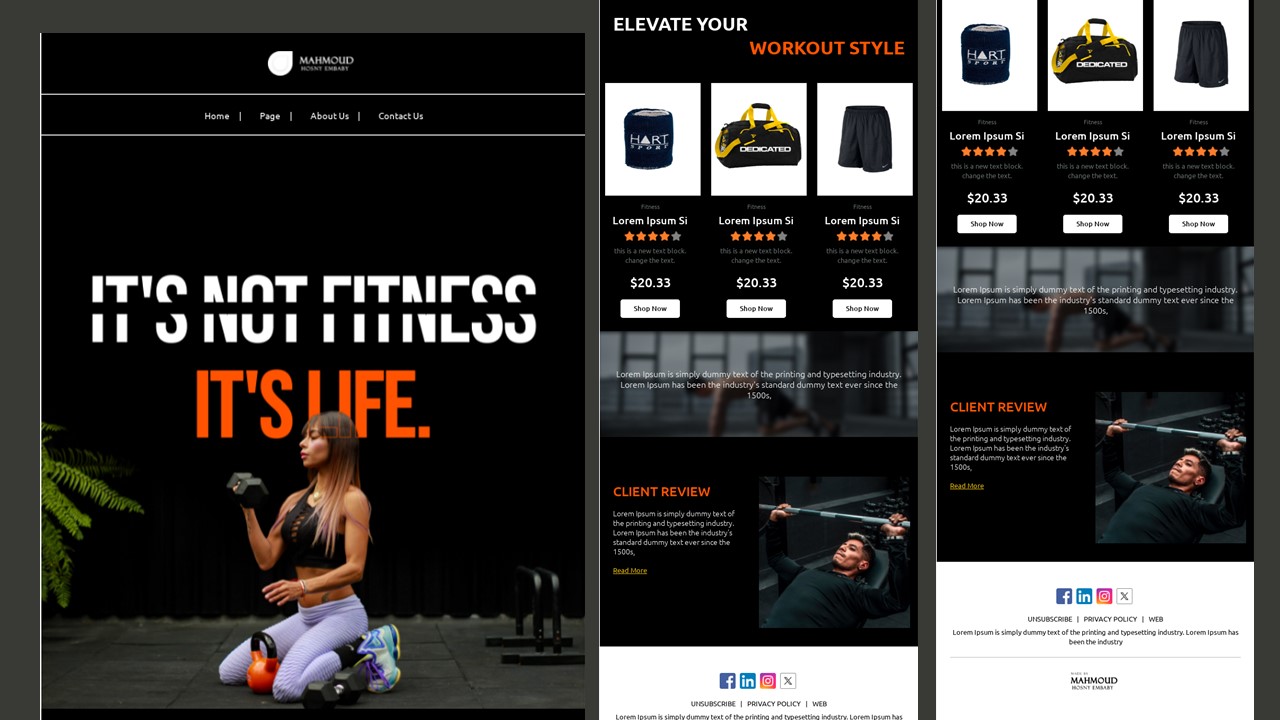 MAHMOUD
HOSNY EMBABY
Home | Page | About Us | Contact Us
IT'S NOT FITNESS
IT'S LIFE.
ELEVATE YOUR
WORKOUT STYLE
HART
SPORT
DEDICATED
Fitness Fitness Fitness
Lorem Ipsum Si Lorem Ipsum Si Lorem Ipsum Si
this is a new text block. this is a new text block. this is a new text block.
change the text. change the text. change the text.
$20.33 $20.33 $20.33
Shop Now Shop Now Shop Now
Lorem Ipsum is simply dummy text of the printing and typesetting industry.
Lorem Ipsum has been the industry's standard dummy text ever since the
1500s,
CLIENT REVIEW
Lorem Ipsum is simply dummy text of
the printing and typesetting industry.
Lorem Ipsum has been the industry's
standard dummy text ever since the
1500s,
Read More
UNSUBSCRIBE | PRIVACY POLICY | WEB
Lorem Ipsum is simply dummy text of the printing and typesetting industry. Lorem Ipsum has
HART
SPORT
DEDICATED
Fitness Fitness Fitness
Lorem Ipsum Si Lorem Ipsum Si Lorem Ipsum Si
this is a new text block. this is a new text block. this is a new text block.
change the text. change the text. change the text.
$20.33 $20.33 $20.33
Shop Now Shop Now Shop Now
Lorem Ipsum is simply dummy text of the printing and typesetting industry.
Lorem Ipsum has been the industry's standard dummy text ever since the
1500s,
CLIENT REVIEW
Lorem Ipsum is simply dummy text of
the printing and typesetting industry.
Lorem Ipsum has been the industry's
standard dummy text ever since the
1500s,
Read More
UNSUBSCRIBE | PRIVACY POLICY | WEB
Lorem Ipsum is simply dummy text of the printing and typesetting industry. Lorem Ipsum has
been the industry
MADE BY
MAHMOUD
HOSNY EMBABY